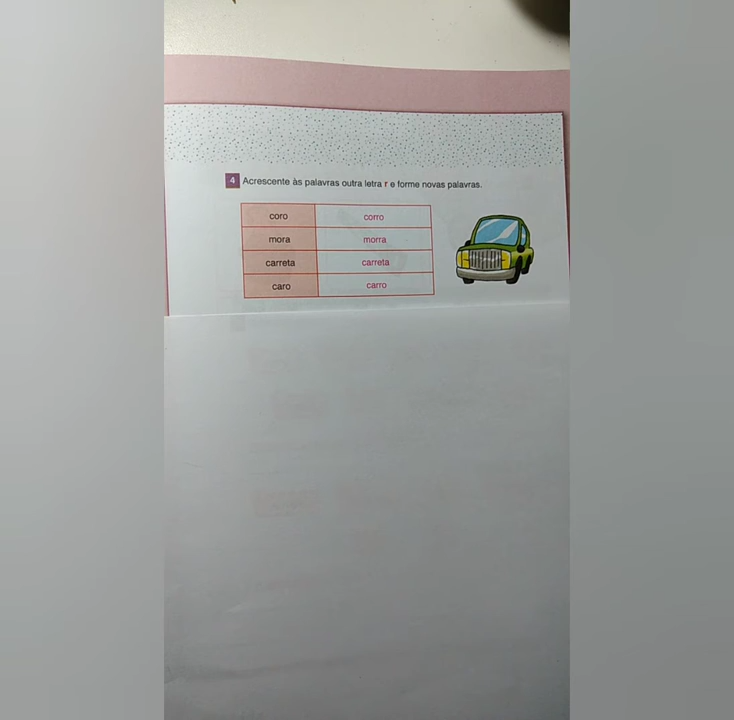 4 Acrescente às palavras outra letra r e forme novas palavras.
coro corro
mora morra
carreta carreta
caro carro